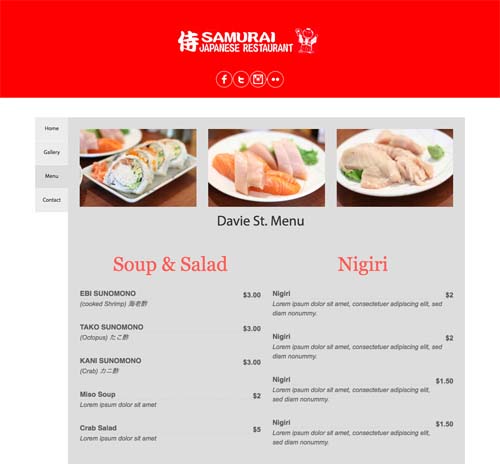 侍 SAMURAI
JAPANESE RESTAURANT
Home
Gallery
Menu
Contact
Davie St. Menu
Soup & Salad
EBI SUNOMONO $3.00
(cooked Shrimp) 海老酢
TAKO SUNOMONO $3.00
(Octopus) たこ酢
KANI SUNOMONO $3.00
(Crab) カニ酢
Miso Soup $2
Lorem ipsum dolor sit amet
Crab Salad $5
Lorem ipsum dolor sit amet
Nigiri
Nigiri $2
Lorem ipsum dolor sit amet, consectetuer adipiscing elit, sed
diam nonummy.
Nigiri $2
Lorem ipsum dolor sit amet, consectetuer adipiscing elit, sed
diam nonummy.
Nigiri $1.50
Lorem ipsum dolor sit amet, consectetuer adipiscing elit, sed
diam nonummy.
Nigiri $1.50
Lorem ipsum dolor sit amet, consectetuer adipiscing elit, sed
diam nonummy.